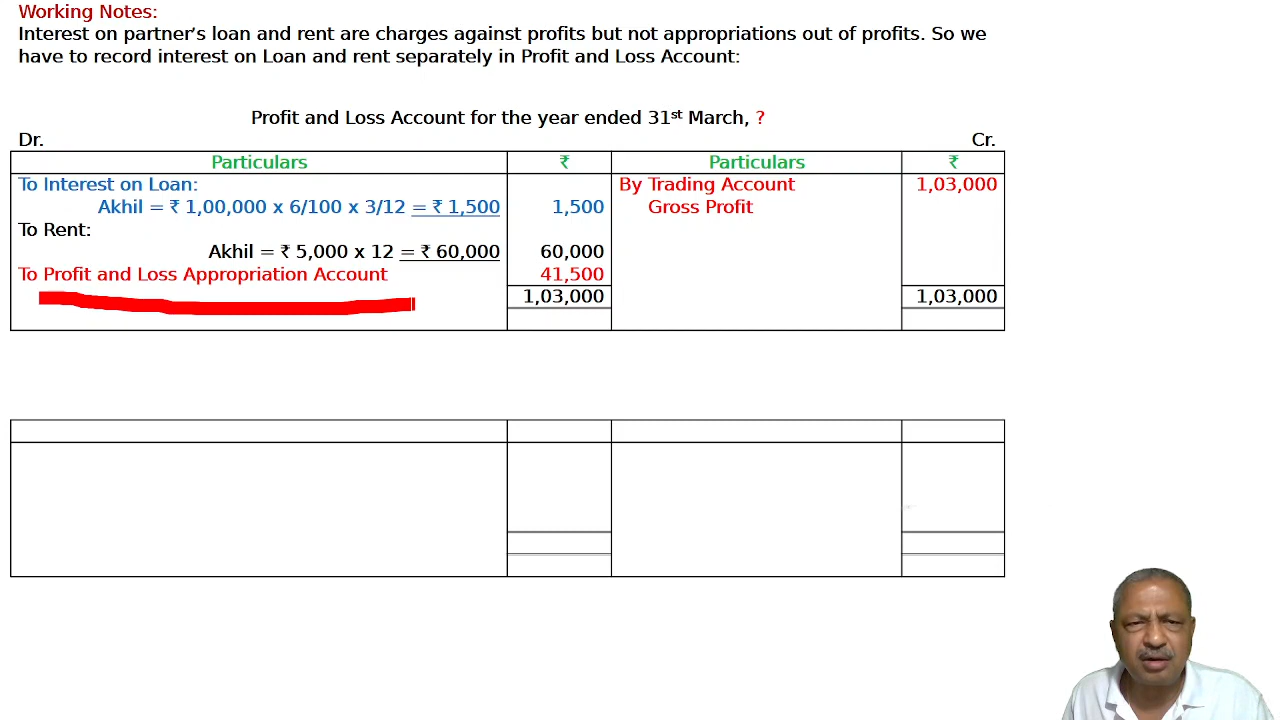 Working Notes:
Interest on partner’s loan and rent are charges against profits but not appropriations out of profits. So we
have to record interest on Loan and rent separately in Profit and Loss Account:
Profit and Loss Account for the year ended 31st March, ?
Dr. Cr.
Particulars ₹ Particulars ₹
To Interest on Loan: By Trading Account 1,03,000
Akhil = ₹ 1,00,000 x 6/100 x 3/12 = ₹ 1,500 1,500 Gross Profit
To Rent:
Akhil = ₹ 5,000 x 12 = ₹ 60,000 60,000
To Profit and Loss Appropriation Account 41,500
1,03,000 1,03,000